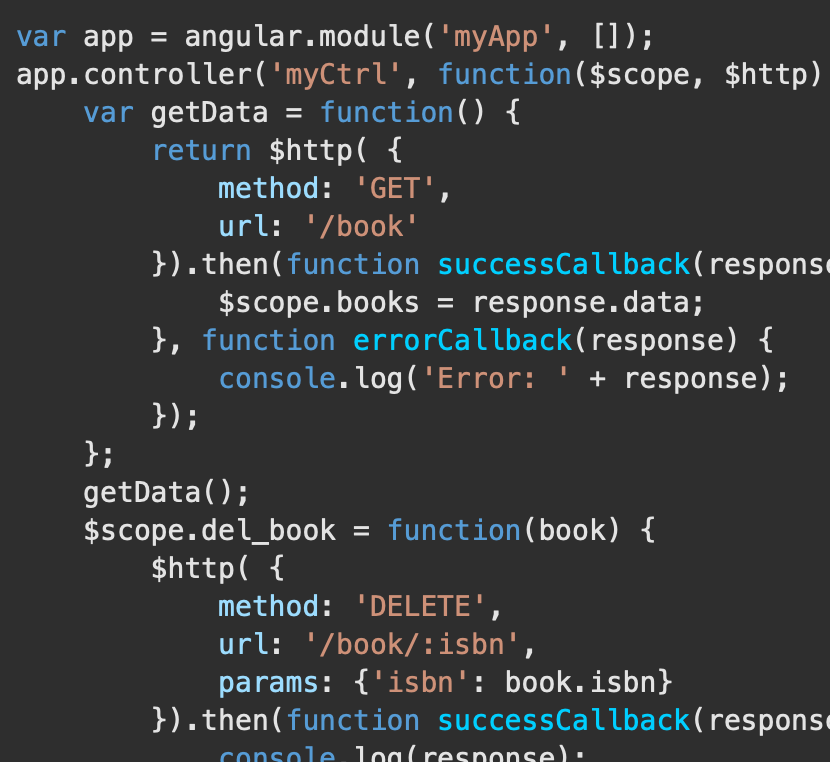 var app = angular.module('myApp', []);
app.controller('myCtrl', function($scope, $http)
    var getData = function() {
        return $http( {
            method: 'GET',
            url: '/book'
        }).then(function successCallback(response
            $scope.books = response.data;
        }, function errorCallback(response) {
            console.log('Error: ' + response);
        });
    };
    getData();
    $scope.del_book = function(book) {
        $http( {
            method: 'DELETE',
            url: '/book/:isbn',
            params: {'isbn': book.isbn}
        }).then(function successCallback(response
            console.log(response);